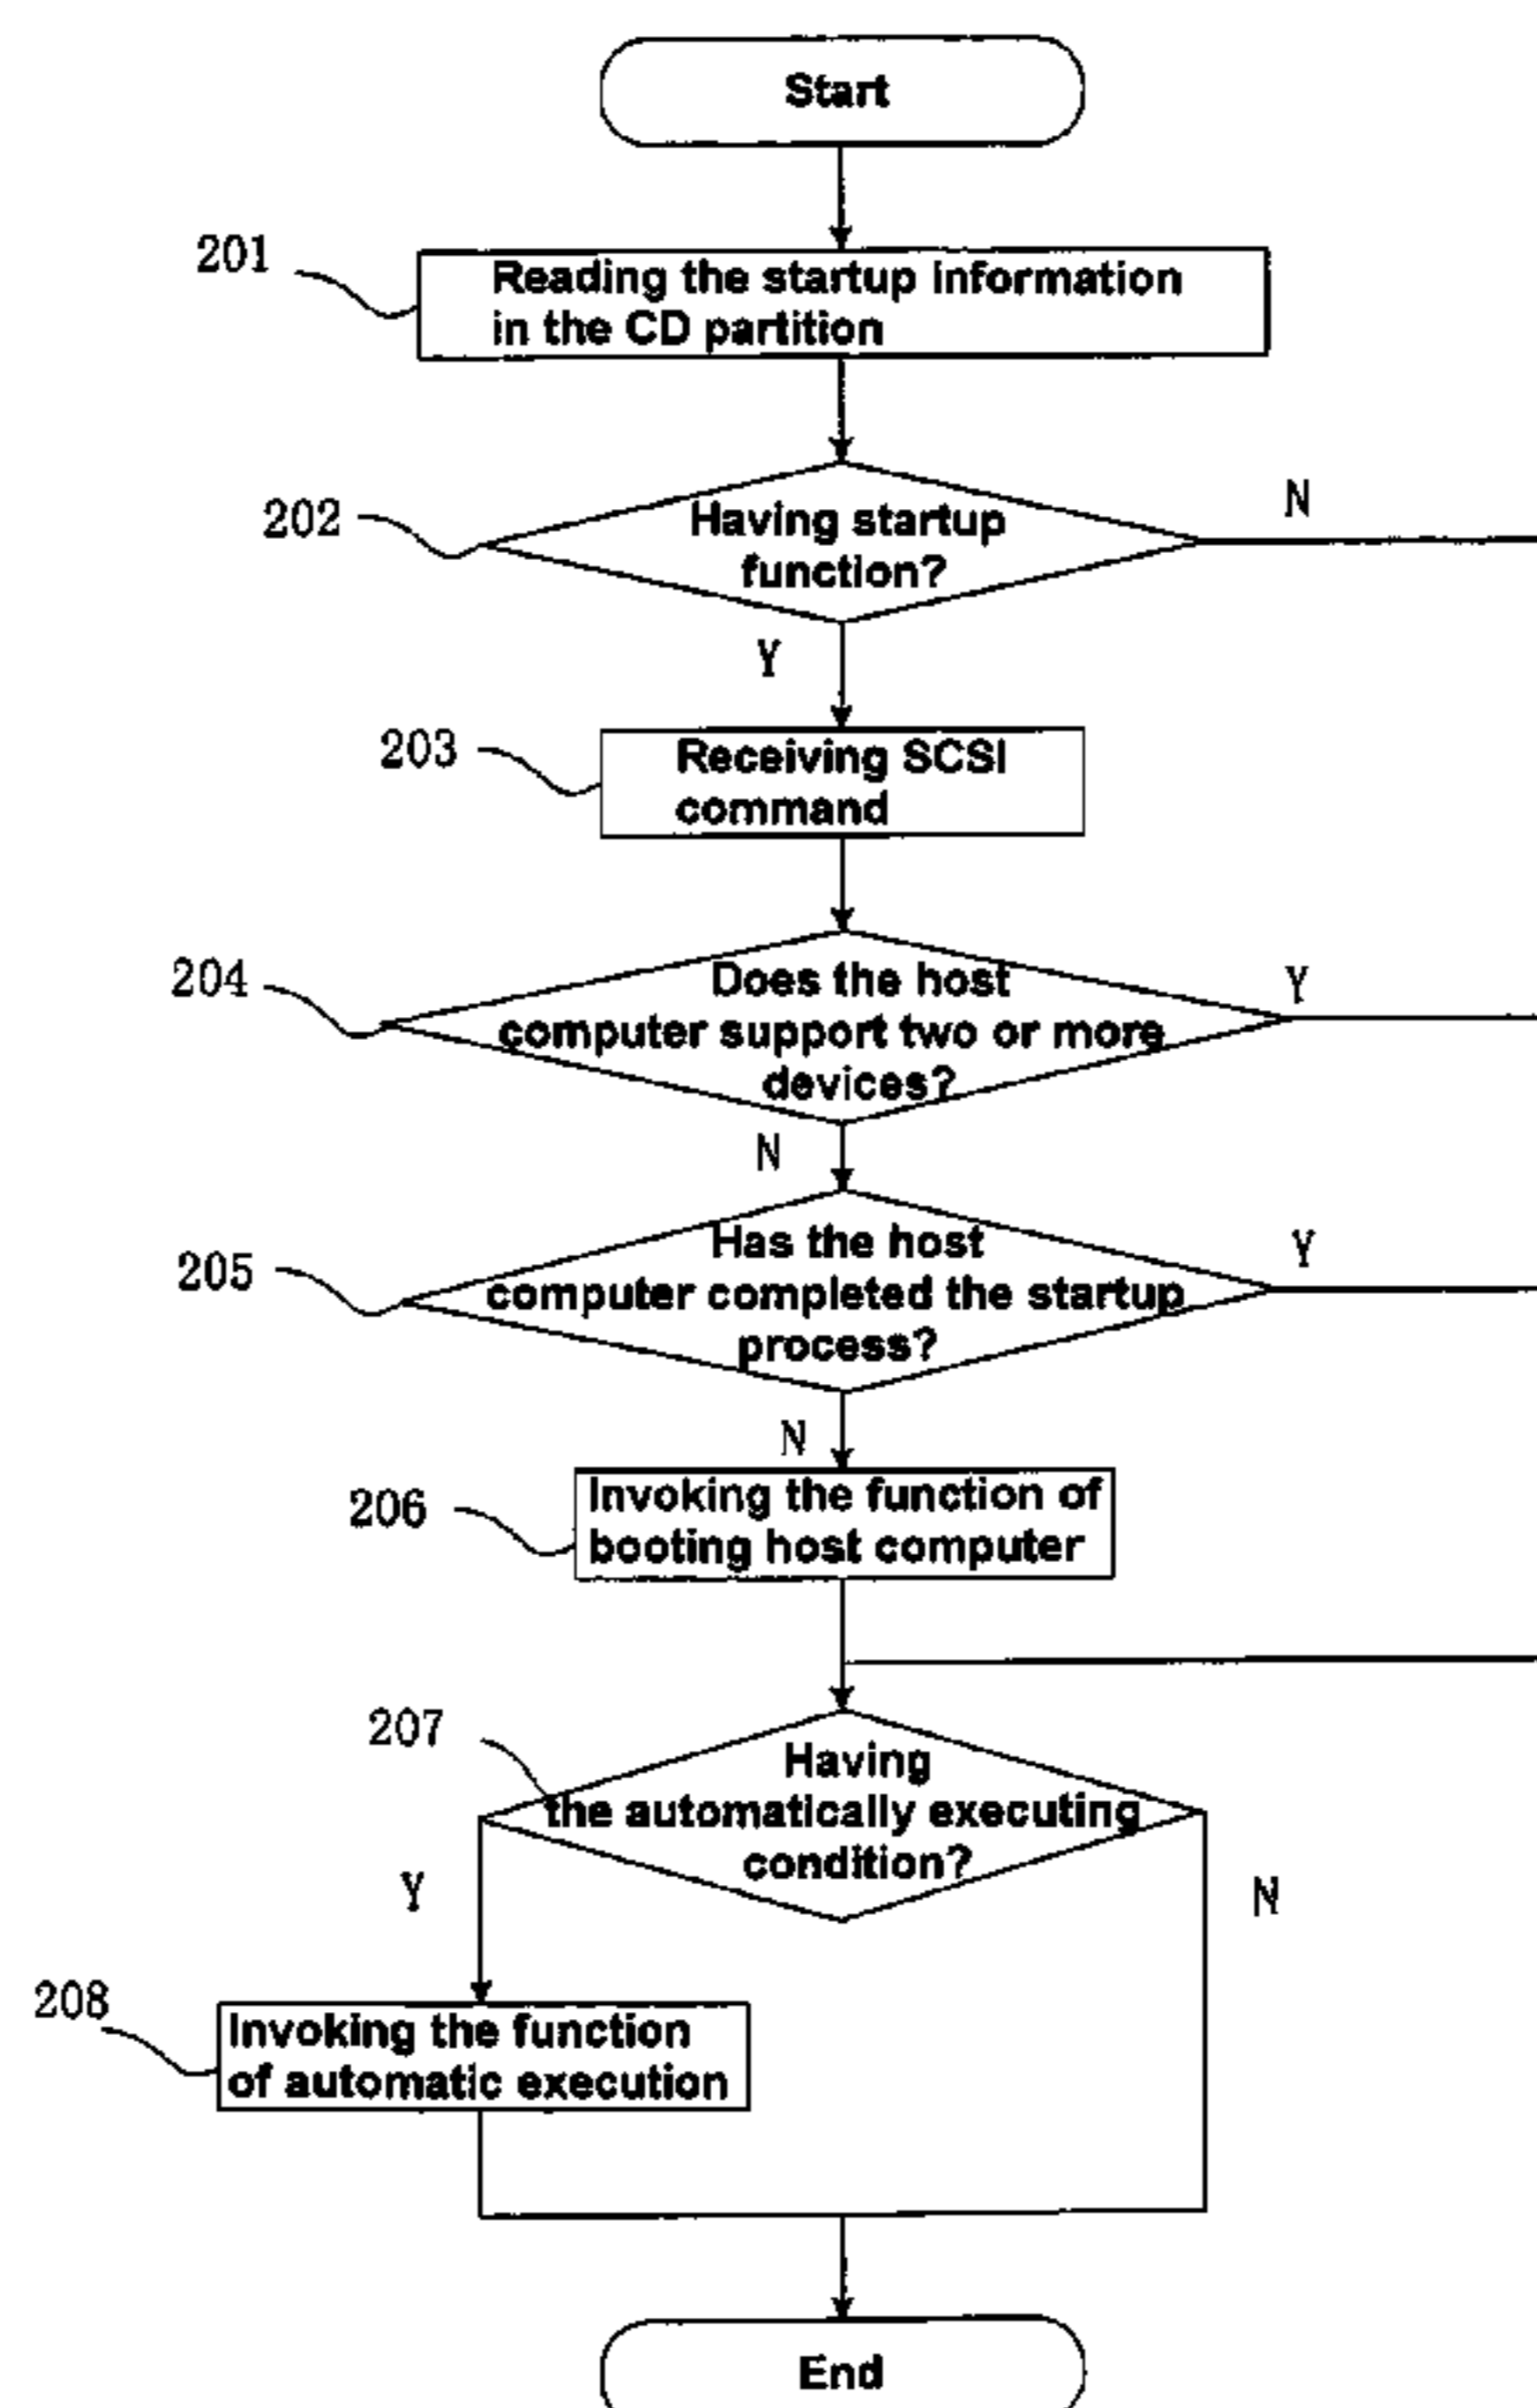 Start
201
Reading the startup information
in the CD partition
202
Having startup
function?
N
Y
203
Receiving SCSI
command
204
Does the host
computer support two or more
devices?
Y
N
205
Has the host
computer completed the startup
process?
Y
N
206
Invoking the function of
booting host computer
207
Having
the automatically executing
condition?
Y
N
208
Invoking the function
of automatic execution
End